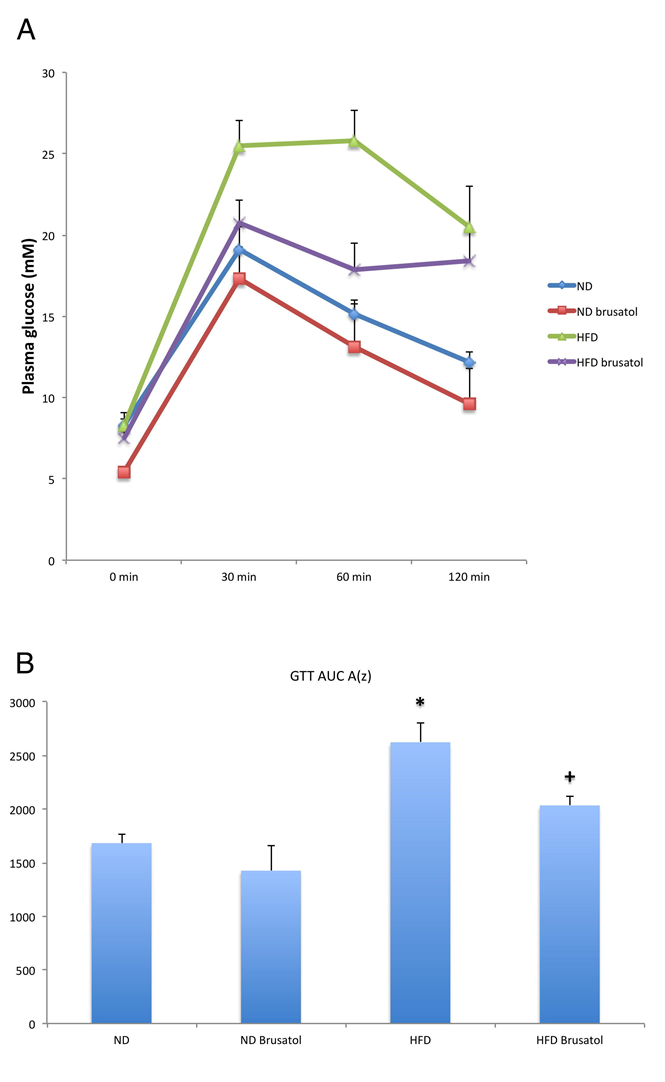 A
30
25
20
15
10
5
0
Plasma glucose (mM)
0 min 30 min 60 min 120 min
ND
ND brusatol
HFD
HFD brusatol
B
GTT AUC A(z)
3000
2500
2000
1500
1000
500
0
*
+
ND ND Brusatol HFD HFD Brusatol